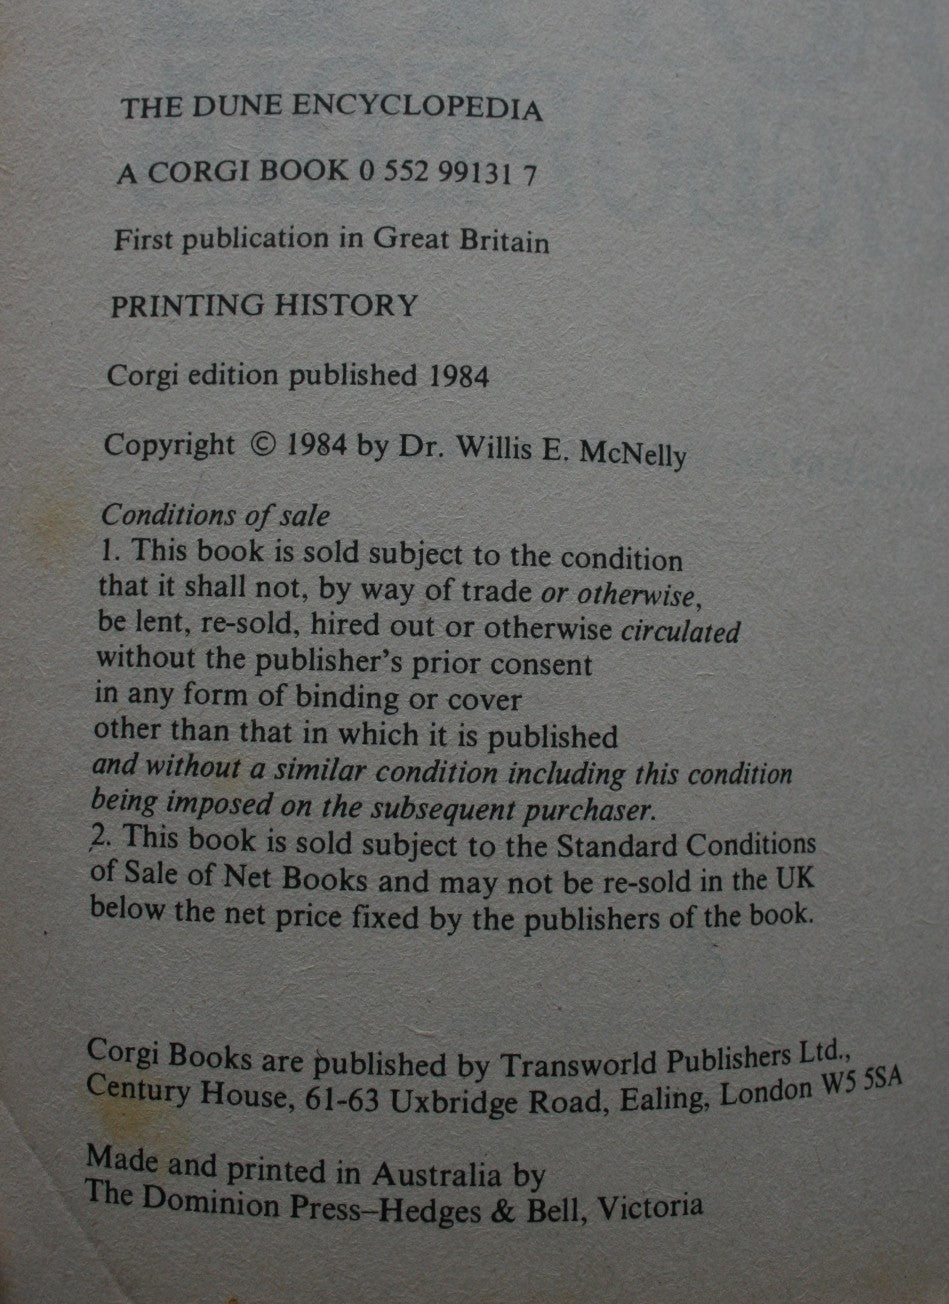 THE DUNE ENCYCLOPEDIA
A CORGI BOOK 0 552 99131 7
First publication in Great Britain
PRINTING HISTORY
Corgi edition published 1984
Copyright © 1984 by Dr. Willis E. McNelly
Conditions of sale
1. This book is sold subject to the condition
that it shall not, by way of trade or otherwise,
be lent, re-sold, hired out or otherwise circulated
without the publisher's prior consent
in any form of binding or cover
other than that in which it is published
and without a similar condition including this condition
being imposed on the subsequent purchaser.
2. This book is sold subject to the Standard Conditions
of Sale of Net Books and may not be re-sold in the UK
below the net price fixed by the publishers of the book.
Corgi Books are published by Transworld Publishers Ltd.,
Century House, 61-63 Uxbridge Road, Ealing, London W5 5SA
Made and printed in Australia by
The Dominion Press–Hedges & Bell, Victoria